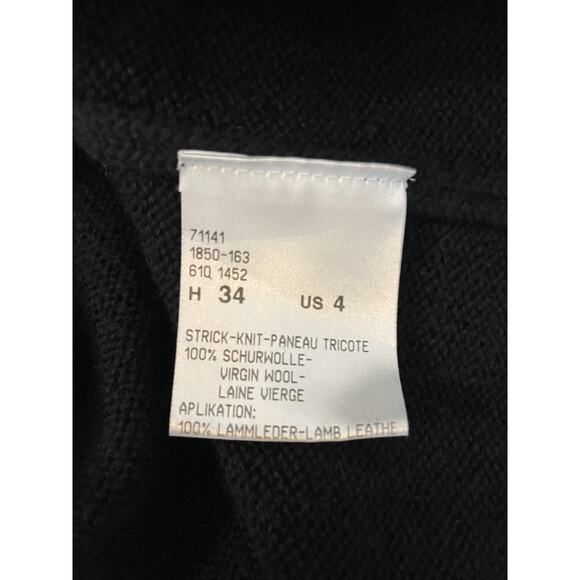 71141
1850-163
61Q 1452
H 34 US 4
STRICK-KNIT-PANEAU TRICOTE
100% SCHURWOLLE-
VIRGIN WOOL-
LAINE VIERGE
APLIKATION:
100% LAMMLEDER-LAMB LEATHE